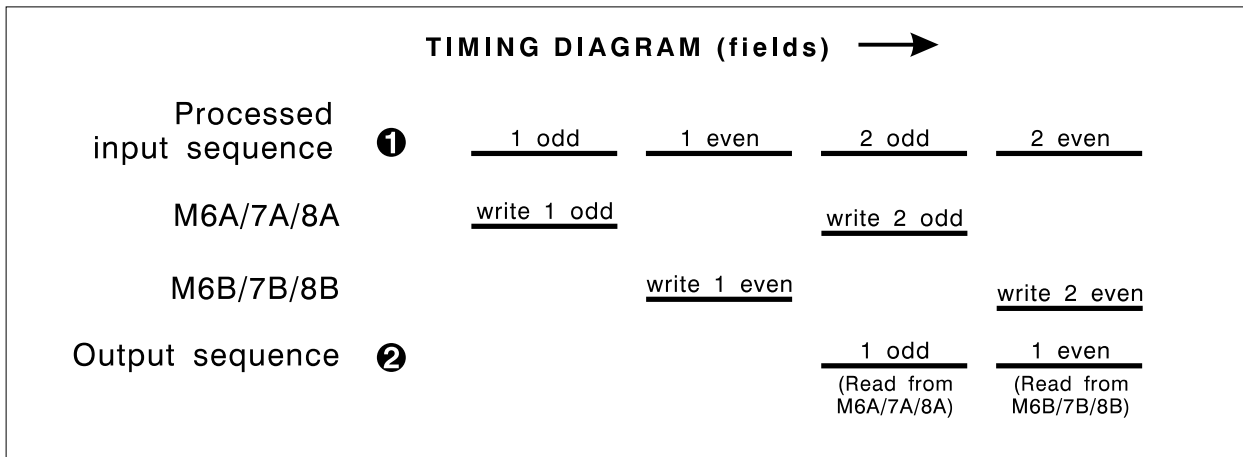 TIMING DIAGRAM (fields)
Processed
input sequence ❶ 1 odd 1 even 2 odd 2 even
M6A/7A/8A write 1 odd write 2 odd
M6B/7B/8B write 1 even write 2 even
Output sequence ❷ 1 odd 1 even
(Read from (Read from
M6A/7A/8A) M6B/7B/8B)